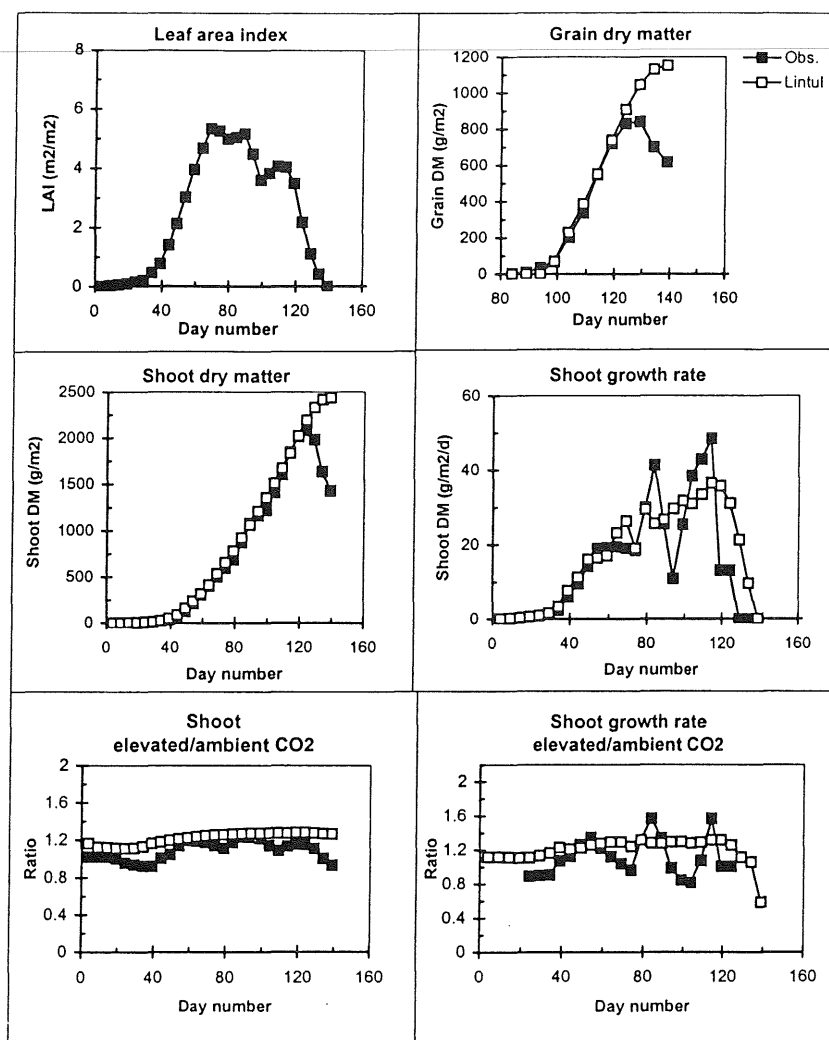 Leaf area index
8
6
4
2
0
LAI (m2/m2)
0 40 80 120 160
Day number
Grain dry matter
1200
1000
800
600
400
200
0
Grain DM (g/m2)
80 100 120 140
Day number
Obs.
Lintul
Shoot dry matter
2500
2000
1500
1000
500
0
Shoot DM (g/m2)
0 40 80 120 160
Day number
Shoot growth rate
60
40
20
0
Shoot DM (g/m2/d)
0 40 80 120 160
Day number
Shoot
elevated/ambient CO2
2
1.6
1.2
0.8
0.4
0
Ratio
0 40 80 120 160
Day number
Shoot growth rate
elevated/ambient CO2
2
1.6
1.2
0.8
0.4
0
Ratio
0 40 80 120 160
Day number